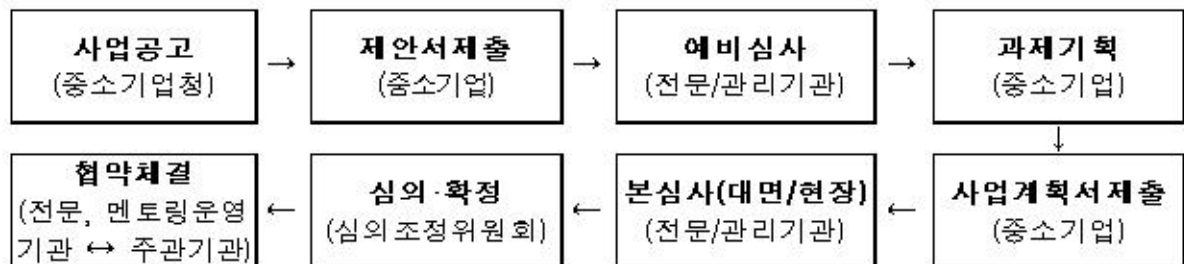 사업공고
(중소기업청)
→
제안서제출
(중소기업)
→
예비심사
(전문/관리기관)
→
과제기획
(중소기업)
↓
사업계획서제출
(중소기업)
←
본심사(대면/현장)
(전문/관리기관)
←
심의·확정
(심의조정위원회)
←
협약체결
(전문, 멘토링운영
기관 ↔ 주관기관)